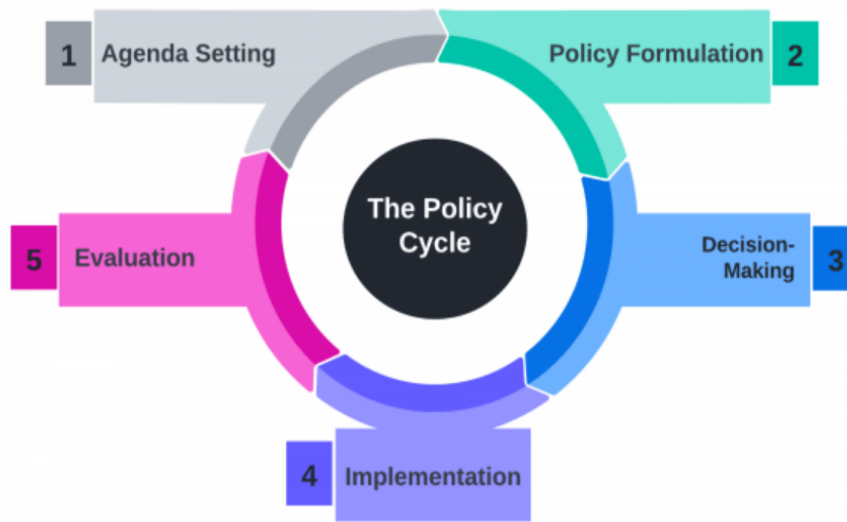 1 Agenda Setting
Policy Formulation 2
The Policy
Cycle
Decision-
Making
3
5 Evaluation
4 Implementation